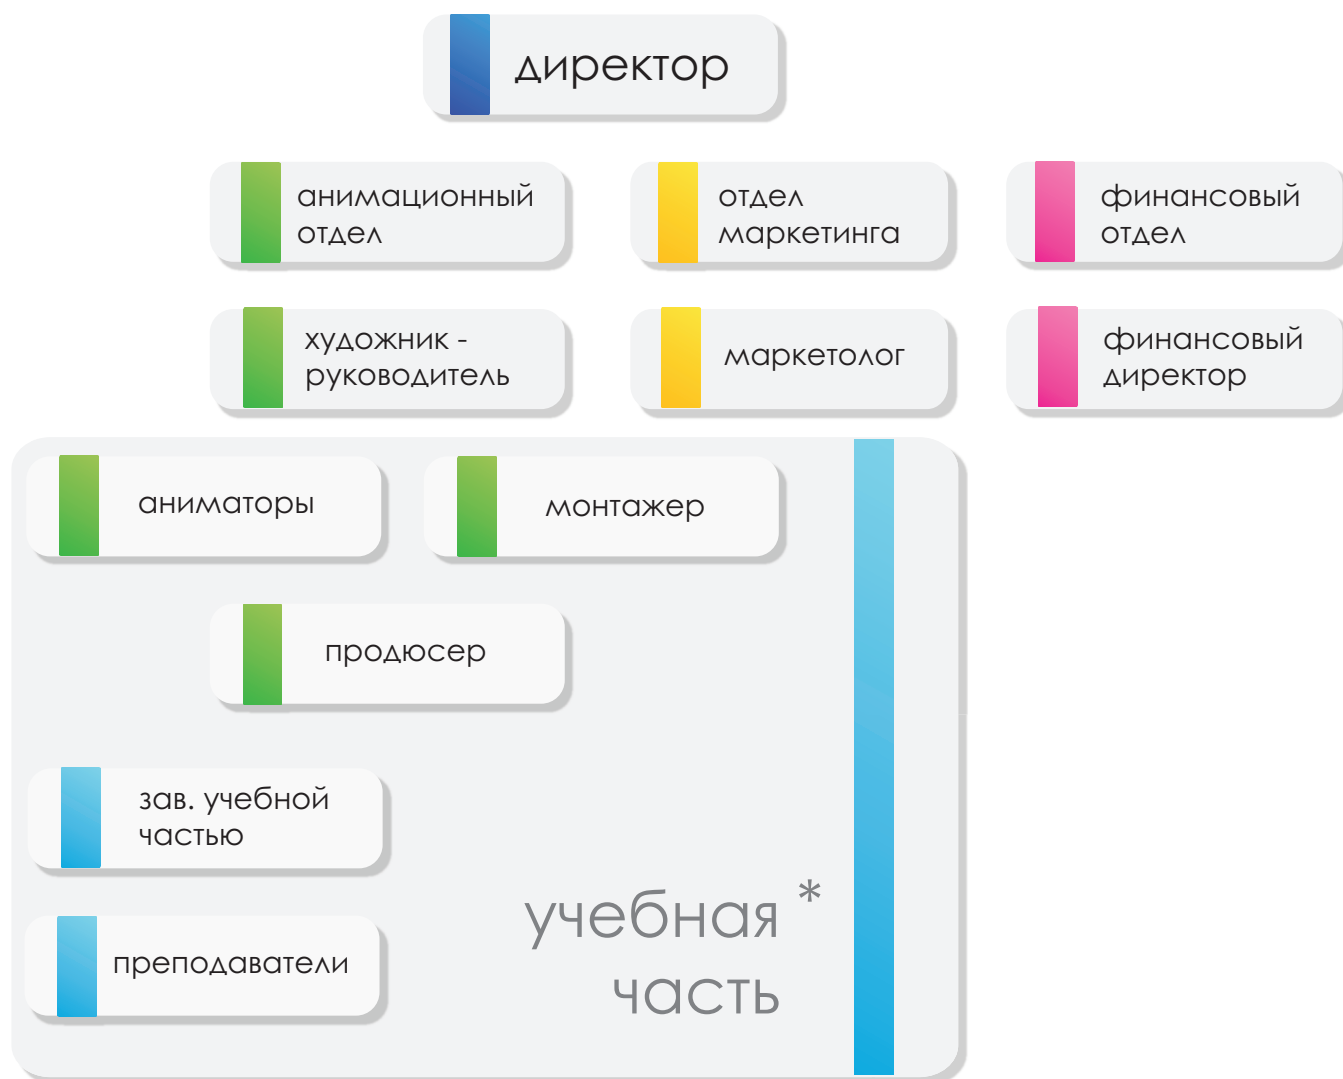 директор
анимационный
отдел
отдел
маркетинга
финансовый
отдел
художник -
руководитель
маркетолог
финансовый
директор
аниматоры
монтажер
продюсер
зав. учебной
частью
преподаватели
учебная *
часть